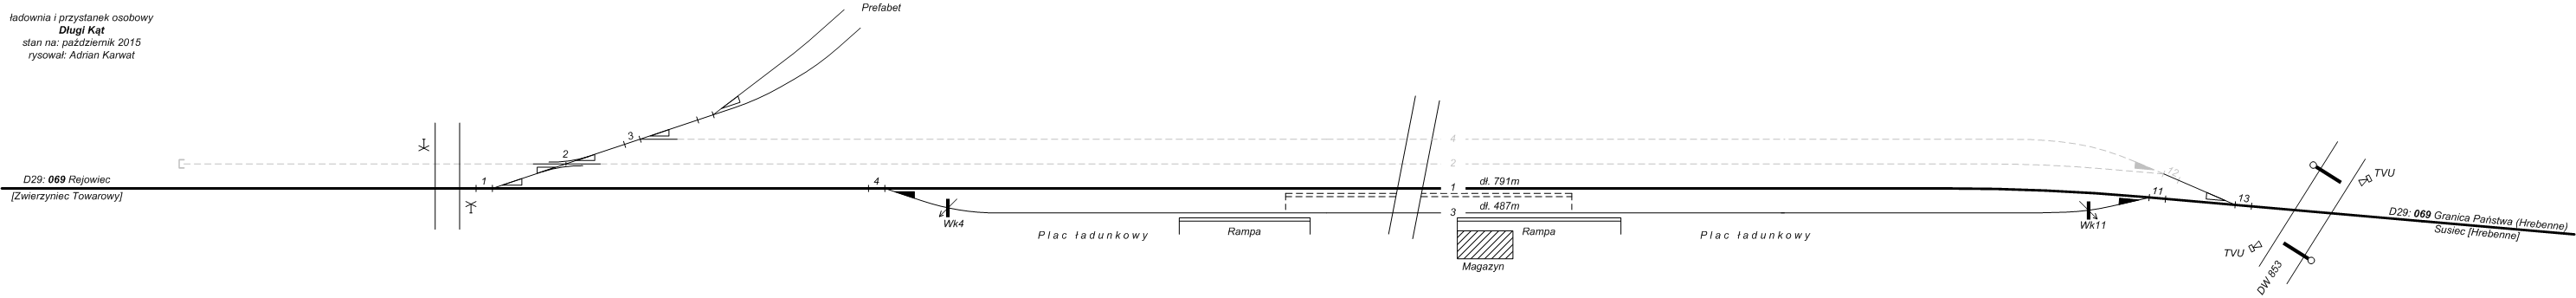 ładownia i przystanek osobowy
Długi Kąt
stan na: październik 2015
rysował: Adrian Karwat
Prefabet
D29: 069 Rejowiec
[Zwierzyniec Towarowy]
1
2
3
4
Wk4
Plac ładunkowy
Rampa
4
2
1
3
dł. 791m
dł. 487m
Rampa
Magazyn
Plac ładunkowy
Wk11
11
12
13
TVU
TVU
DW 853
D29: 069 Granica Państwa (Hrebenne)
Susiec [Hrebenne]